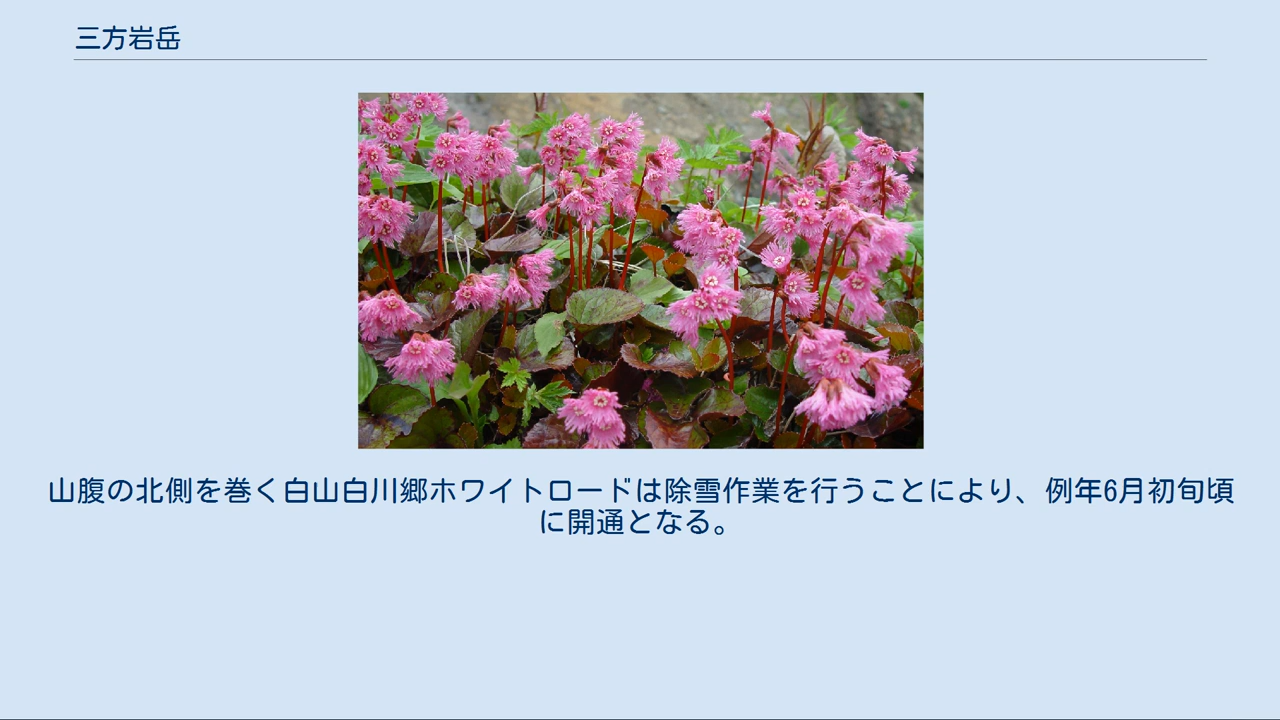 三方岩岳
山腹の北側を巻く白山白川郷ホワイトロードは除雪作業を行うことにより、例年6月初旬頃
に開通となる。